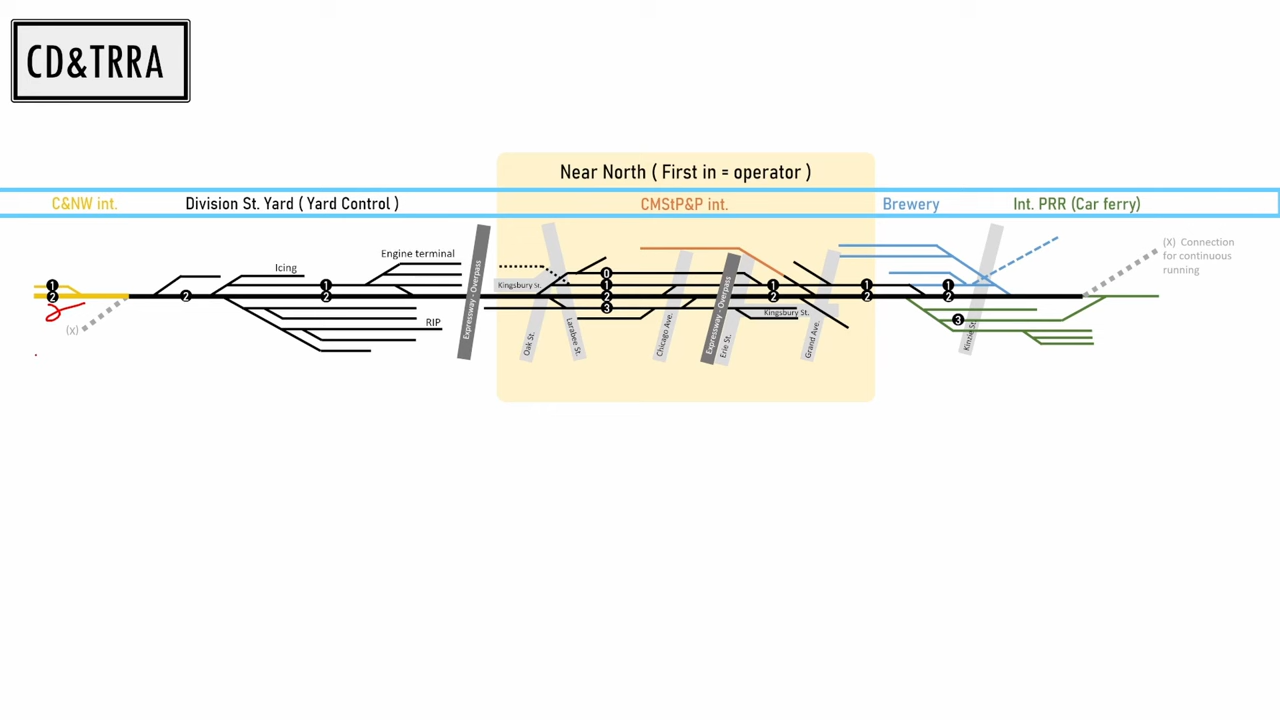 CD&TRRA
Near North ( First in = operator )
C&NW int.
Division St. Yard ( Yard Control )
CMStP&P int.
Brewery
Int. PRR (Car ferry)
(X) Connection
for continuous
running
Engine terminal
Icing
Expressway - Overpass
Kingsbury St.
0
1
1
1
1
1
1
2
2
2
2
2
2
2
2
3
3
Kingsbury St.
RIP
(X)
Oak St.
Larabee St.
Chicago Ave.
Expressway - Overpass
Erie St.
Grand Ave.
Kinzie St.